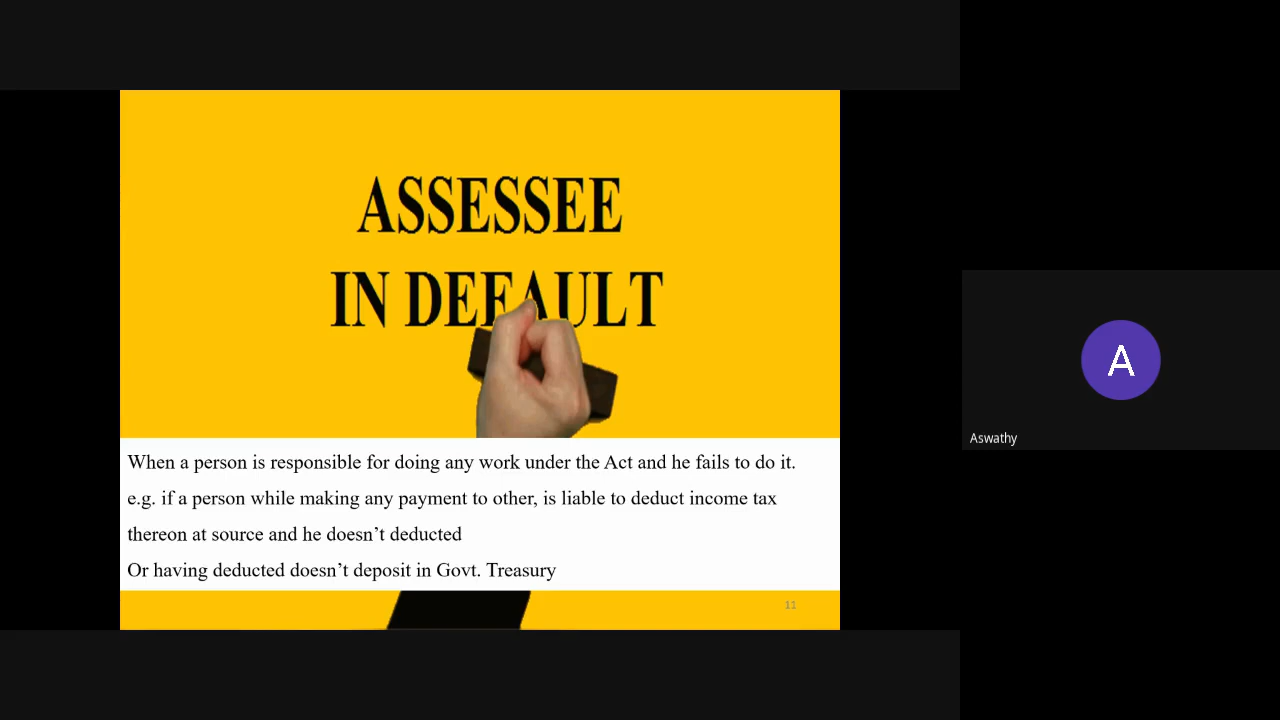 ASSESSEE
IN DEFAULT
When a person is responsible for doing any work under the Act and he fails to do it.
e.g. if a person while making any payment to other, is liable to deduct income tax
thereon at source and he doesn’t deducted
Or having deducted doesn’t deposit in Govt. Treasury
11
A
Aswathy